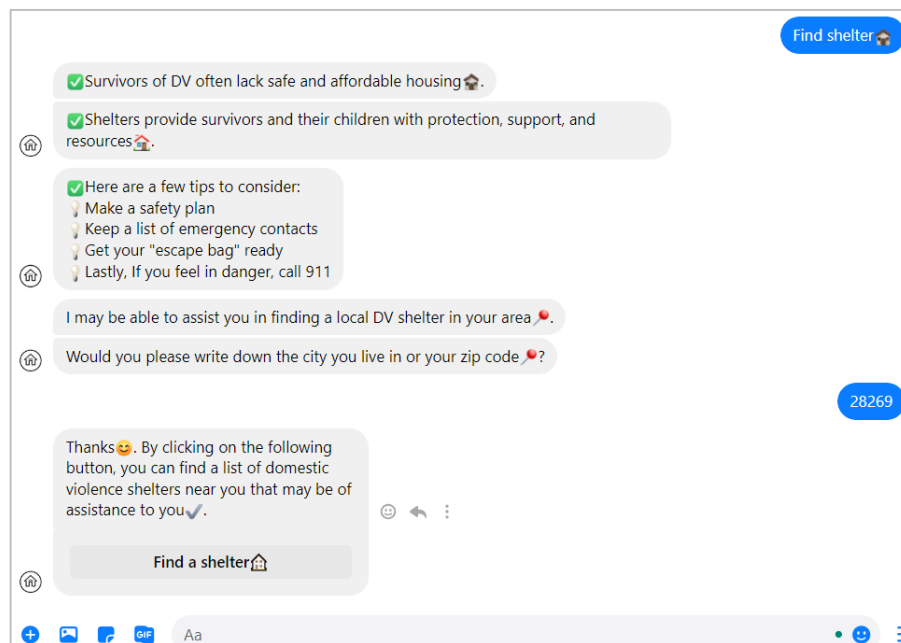 Find shelter🏠
✅Survivors of DV often lack safe and affordable housing🏠.
✅Shelters provide survivors and their children with protection, support, and
resources🏠.
✅Here are a few tips to consider:
💡Make a safety plan
💡Keep a list of emergency contacts
💡Get your "escape bag" ready
💡Lastly, If you feel in danger, call 911
I may be able to assist you in finding a local DV shelter in your area📍.
Would you please write down the city you live in or your zip code📍?
28269
Thanks😊. By clicking on the following
button, you can find a list of domestic
violence shelters near you that may be of
assistance to you✔️.
Find a shelter🏠
GIF
Aa